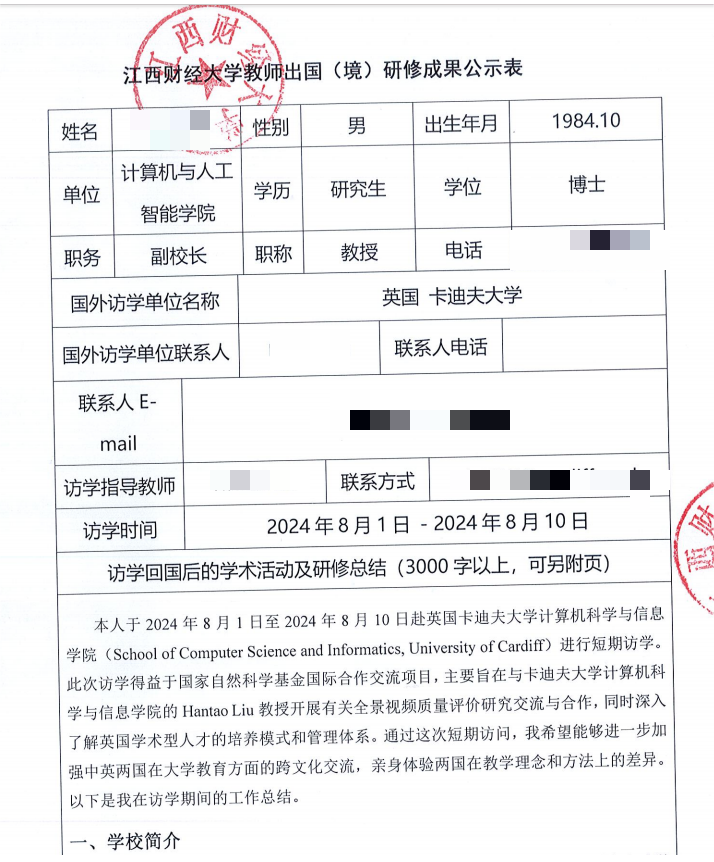 江西财经大学教师出国（境）研修成果公示表
姓名 性别 男 出生年月 1984.10
单位 计算机与人工智能学院 学历 研究生 学位 博士
职务 副校长 职称 教授 电话
国外访学单位名称 英国 卡迪夫大学
国外访学单位联系人 联系人电话
联系人 E-
mail
访学指导教师 联系方式
访学时间 2024 年 8 月 1 日 - 2024 年 8 月 10 日
访学回国后的学术活动及研修总结（3000 字以上，可另附页）
本人于 2024 年 8 月 1 日至 2024 年 8 月 10 日赴英国卡迪夫大学计算机科学与信息
学院（School of Computer Science and Informatics, University of Cardiff）进行短期访学。
此次访学得益于国家自然科学基金国际合作交流项目，主要旨在与卡迪夫大学计算机科
学与信息学院的 Hantao Liu 教授开展有关全景视频质量评价研究交流与合作，同时深入
了解英国学术型人才的培养模式和管理体系。通过这次短期访问，我希望能够进一步加
强中英两国在大学教育方面的跨文化交流，亲身体验两国在教学理念和方法上的差异。
以下是我在访学期间的工作总结。
一、学校简介